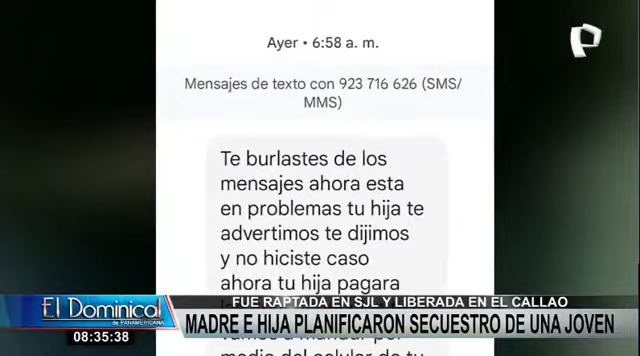 Ayer • 6:58 a. m.
Mensajes de texto con 923 716 626 (SMS/
MMS)
Te burlastes de los
mensajes ahora esta
en problemas tu hija te
advertimos te dijimos
y no hiciste caso
ahora tu hija pagara
El Dominical
de PANAMERICANA
FUE RAPTADA EN SJL Y LIBERADA EN EL CALLAO
08:35:38
MADRE E HIJA PLANIFICARON SECUESTRO DE UNA JOVEN